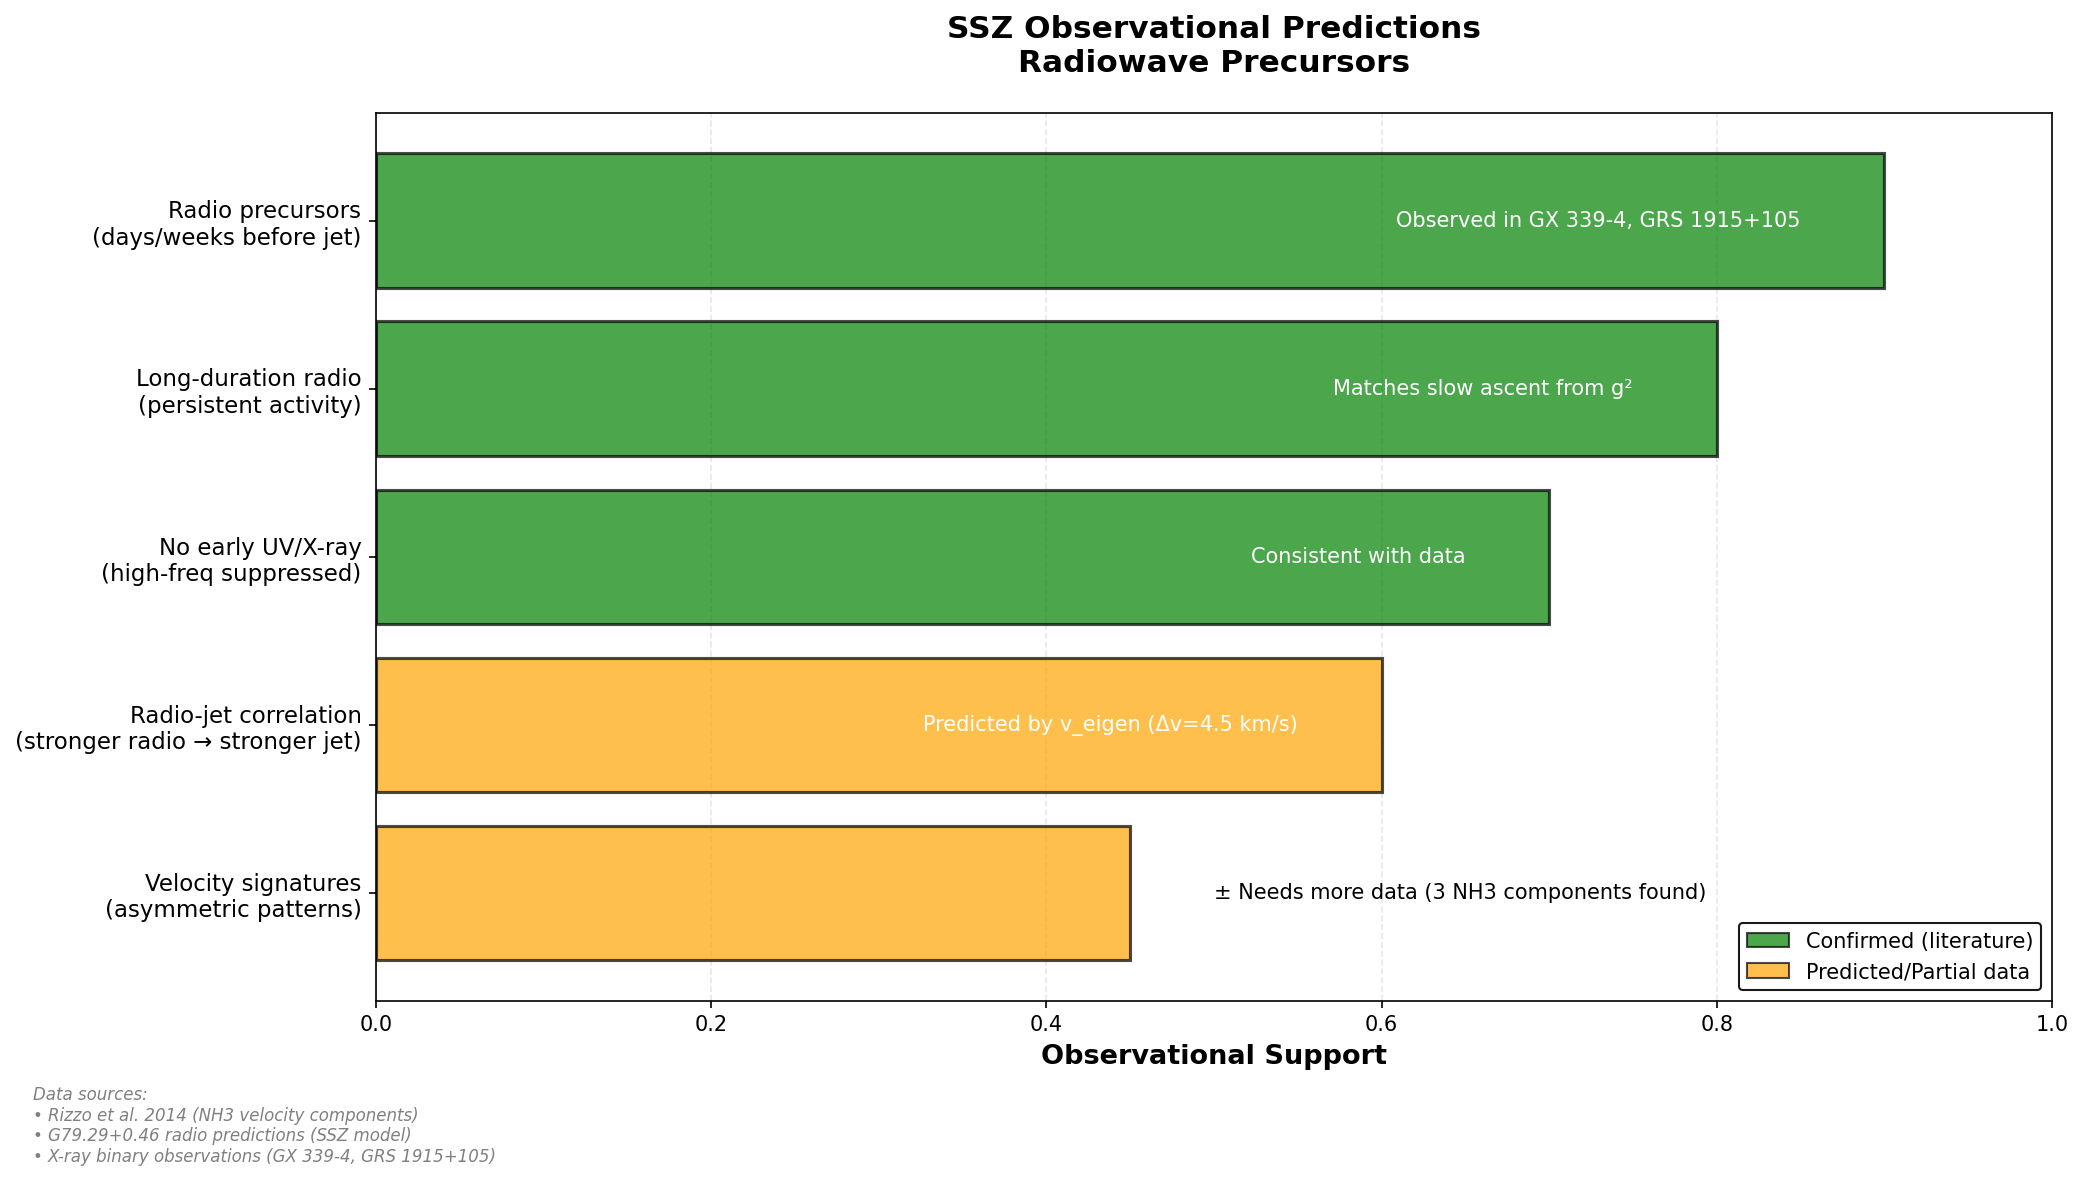 SSZ Observational Predictions
Radiowave Precursors
Radio precursors
(days/weeks before jet)
Observed in GX 339-4, GRS 1915+105
Long-duration radio
(persistent activity)
Matches slow ascent from g²
No early UV/X-ray
(high-freq suppressed)
Consistent with data
Radio-jet correlation
(stronger radio → stronger jet)
Predicted by v_eigen (Δv=4.5 km/s)
Velocity signatures
(asymmetric patterns)
± Needs more data (3 NH3 components found)
Confirmed (literature)
Predicted/Partial data
0.0 0.2 0.4 0.6 0.8 1.0
Observational Support
Data sources:
• Rizzo et al. 2014 (NH3 velocity components)
• G79.29+0.46 radio predictions (SSZ model)
• X-ray binary observations (GX 339-4, GRS 1915+105)